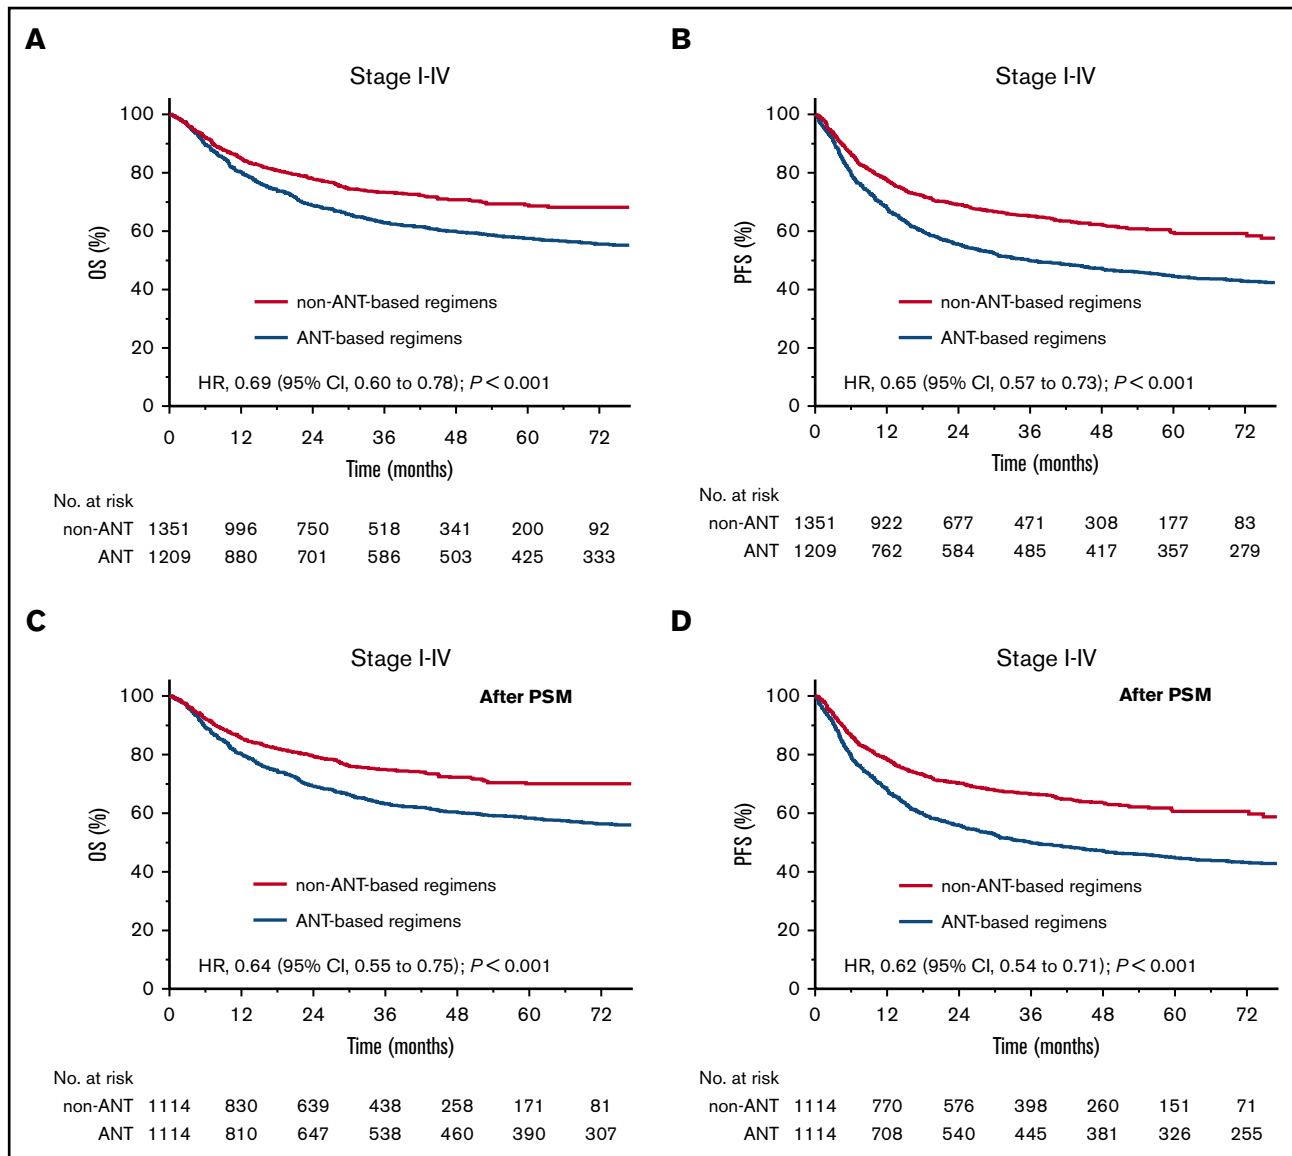 A
Stage I-IV
OS (%)
100
80
60
40
20
0
non-ANT-based regimens
ANT-based regimens
HR, 0.69 (95% CI, 0.60 to 0.78); P < 0.001
0 12 24 36 48 60 72
Time (months)
No. at risk
non-ANT 1351 996 750 518 341 200 92
ANT 1209 880 701 586 503 425 333
B
Stage I-IV
PFS (%)
100
80
60
40
20
0
non-ANT-based regimens
ANT-based regimens
HR, 0.65 (95% CI, 0.57 to 0.73); P < 0.001
0 12 24 36 48 60 72
Time (months)
No. at risk
non-ANT 1351 922 677 471 308 177 83
ANT 1209 762 584 485 417 357 279
C
Stage I-IV
After PSM
OS (%)
100
80
60
40
20
0
non-ANT-based regimens
ANT-based regimens
HR, 0.64 (95% CI, 0.55 to 0.75); P < 0.001
0 12 24 36 48 60 72
Time (months)
No. at risk
non-ANT 1114 830 639 438 258 171 81
ANT 1114 810 647 538 460 390 307
D
Stage I-IV
After PSM
PFS (%)
100
80
60
40
20
0
non-ANT-based regimens
ANT-based regimens
HR, 0.62 (95% CI, 0.54 to 0.71); P < 0.001
0 12 24 36 48 60 72
Time (months)
No. at risk
non-ANT 1114 770 576 398 260 151 71
ANT 1114 708 540 445 381 326 255